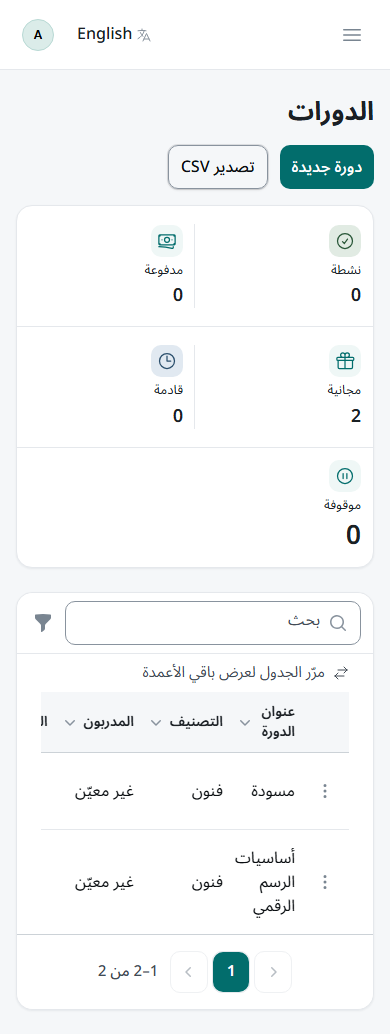 English
A
الدورات
دورة جديدة
تصدير CSV
نشطة
0
مدفوعة
0
مجانية
2
قادمة
0
موقوفة
0
بحث
مرّر الجدول لعرض باقي الأعمدة
عنوان الدورة
التصنيف
المدربون
مسودة
فنون
غير معيّن
أساسيات
الرسم
الرقمي
فنون
غير معيّن
1
1–2 من 2